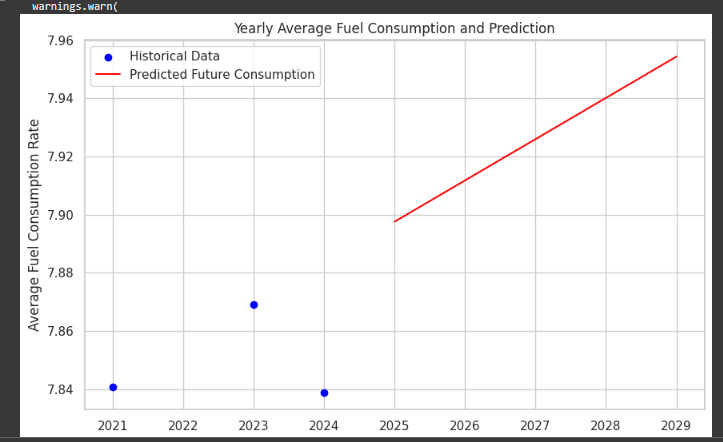 warnings.warn(
Yearly Average Fuel Consumption and Prediction
Historical Data
Predicted Future Consumption
Average Fuel Consumption Rate
7.96
7.94
7.92
7.90
7.88
7.86
7.84
2021 2022 2023 2024 2025 2026 2027 2028 2029